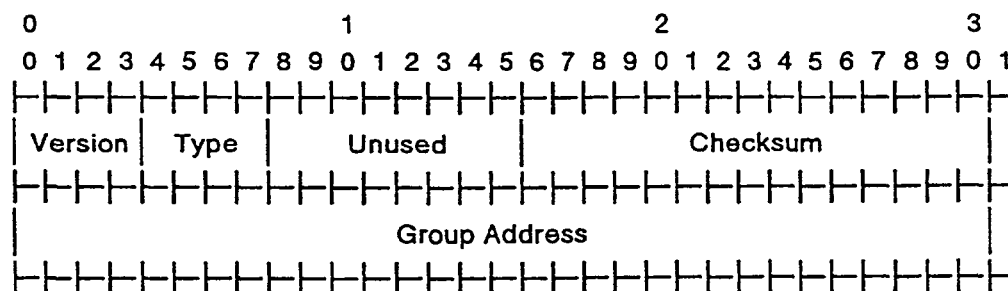 0 1 2 3
0 1 2 3 4 5 6 7 8 9 0 1 2 3 4 5 6 7 8 9 0 1 2 3 4 5 6 7 8 9 0 1
Version Type Unused Checksum
Group Address